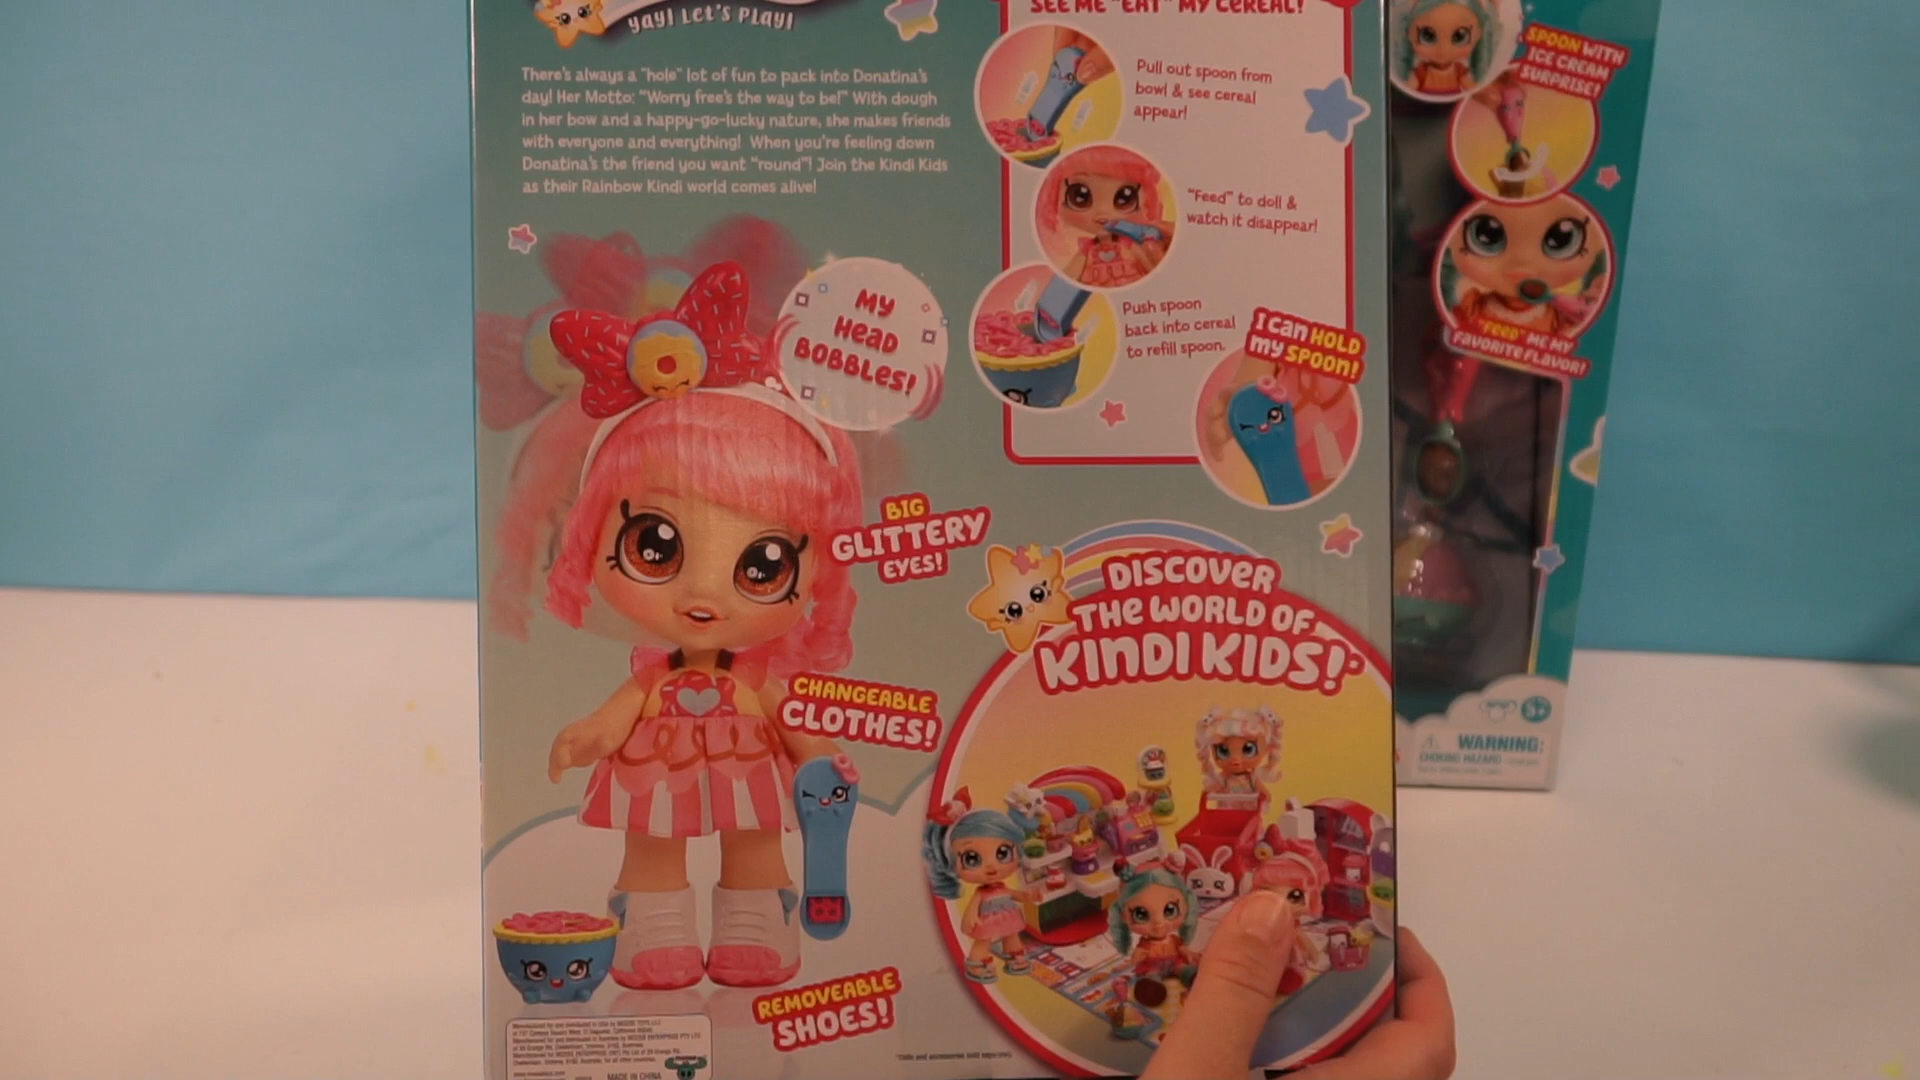 yay! Let's Play!
There's always a "hole" lot of fun to pack into Donatina's
day! Her Motto: "Worry free's the way to be!" With dough
in her bow and a happy-go-lucky nature, she makes friends
with everyone and everything! When you're feeling down
Donatina's the friend you want "round"! Join the Kindi Kids
as their Rainbow Kindi world comes alive!
SEE ME "EAT" MY CEREAL!
Pull out spoon from
bowl & see cereal
appear!
"Feed" to doll &
watch it disappear!
Push spoon
back into cereal
to refill spoon.
I can HOLD
my SPOON!
MY
HEAD
BOBBLES!
BIG
GLITTERY
EYES!
CHANGEABLE
CLOTHES!
REMOVEABLE
SHOES!
DISCOVER
THE WORLD OF
KINDI KIDS!
*Dolls and accessories sold separately.
MADE IN CHINA
SPOON WITH
ICE CREAM
SURPRISE!
"FEED" ME MY
FAVORITE FLAVOR!
3+
WARNING:
CHOKING HAZARD